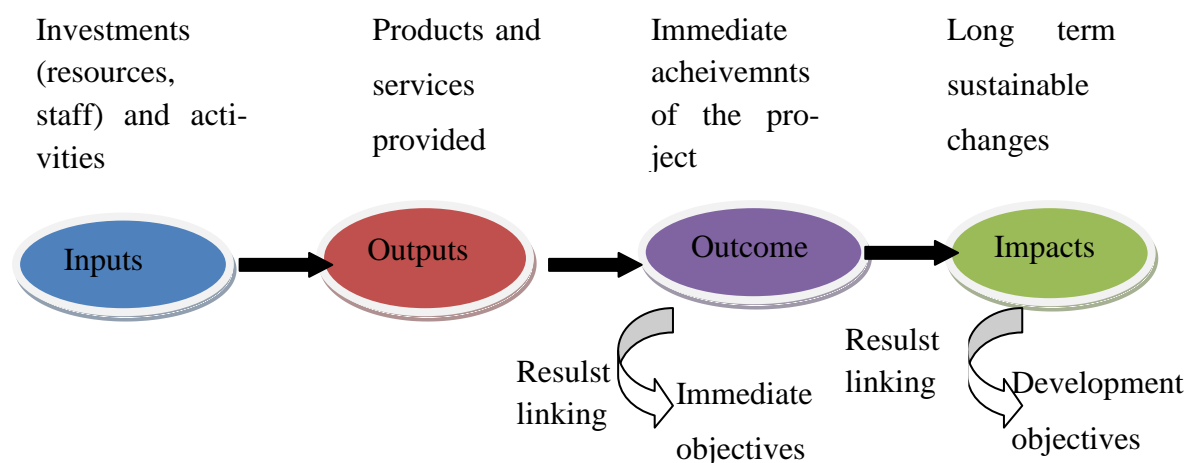 Investments
(resources,
staff) and acti-
vities
Products and
services
provided
Immediate
acheivemnts
of the pro-
ject
Long term
sustainable
changes
Inputs
Outputs
Outcome
Impacts
Resulst
linking
Immediate
objectives
Resulst
linking
Development
objectives